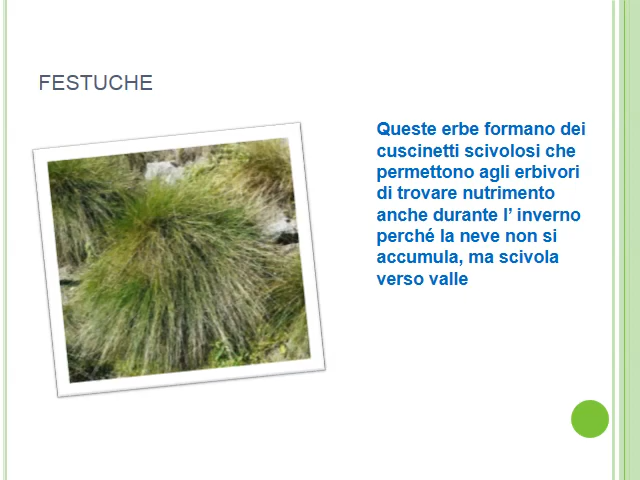 FESTUCHE
Queste erbe formano dei
cuscinetti scivolosi che
permettono agli erbivori
di trovare nutrimento
anche durante l’ inverno
perché la neve non si
accumula, ma scivola
verso valle